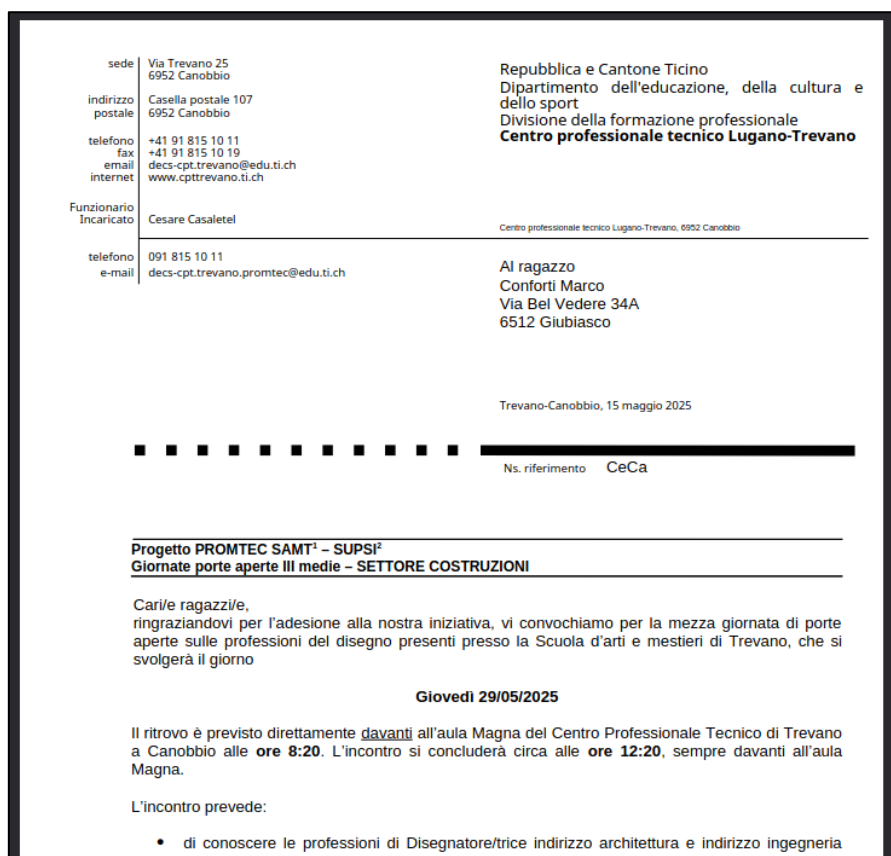 sede Via Trevano 25
6952 Canobbio
indirizzo Casella postale 107
postale 6952 Canobbio
telefono +41 91 815 10 11
fax +41 91 815 10 19
email decs-cpt.trevano@edu.ti.ch
internet www.cpttrevano.ti.ch
Funzionario
Incaricato Cesare Casaletel
telefono 091 815 10 11
e-mail decs-cpt.trevano.promtec@edu.ti.ch
Repubblica e Cantone Ticino
Dipartimento dell'educazione, della cultura e
dello sport
Divisione della formazione professionale
Centro professionale tecnico Lugano-Trevano
Centro professionale tecnico Lugano-Trevano, 6952 Canobbio
Al ragazzo
Conforti Marco
Via Bel Vedere 34A
6512 Giubiasco
Trevano-Canobbio, 15 maggio 2025
Ns. riferimento CeCa
Progetto PROMTEC SAMT¹ – SUPSI²
Giornate porte aperte III medie – SETTORE COSTRUZIONI
Cari/e ragazzi/e,
ringraziandovi per l'adesione alla nostra iniziativa, vi convochiamo per la mezza giornata di porte
aperte sulle professioni del disegno presenti presso la Scuola d'arti e mestieri di Trevano, che si
svolgerà il giorno
Giovedì 29/05/2025
Il ritrovo è previsto direttamente davanti all'aula Magna del Centro Professionale Tecnico di Trevano
a Canobbio alle ore 8:20. L'incontro si concluderà circa alle ore 12:20, sempre davanti all'aula
Magna.
L'incontro prevede:
• di conoscere le professioni di Disegnatore/trice indirizzo architettura e indirizzo ingegneria